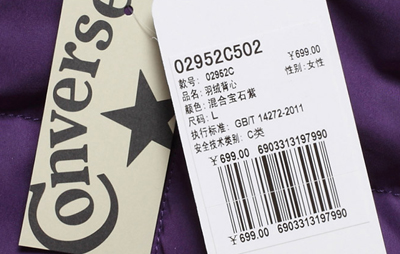 Converse
02952C502
款号: 02952C
¥699.00
品名: 羽绒背心
性别: 女性
颜色: 混合宝石紫
尺码: L
执行标准: GB/T 14272-2011
安全技术类别: C类
¥699.00 6903313197990
¥699.00 6903313197990